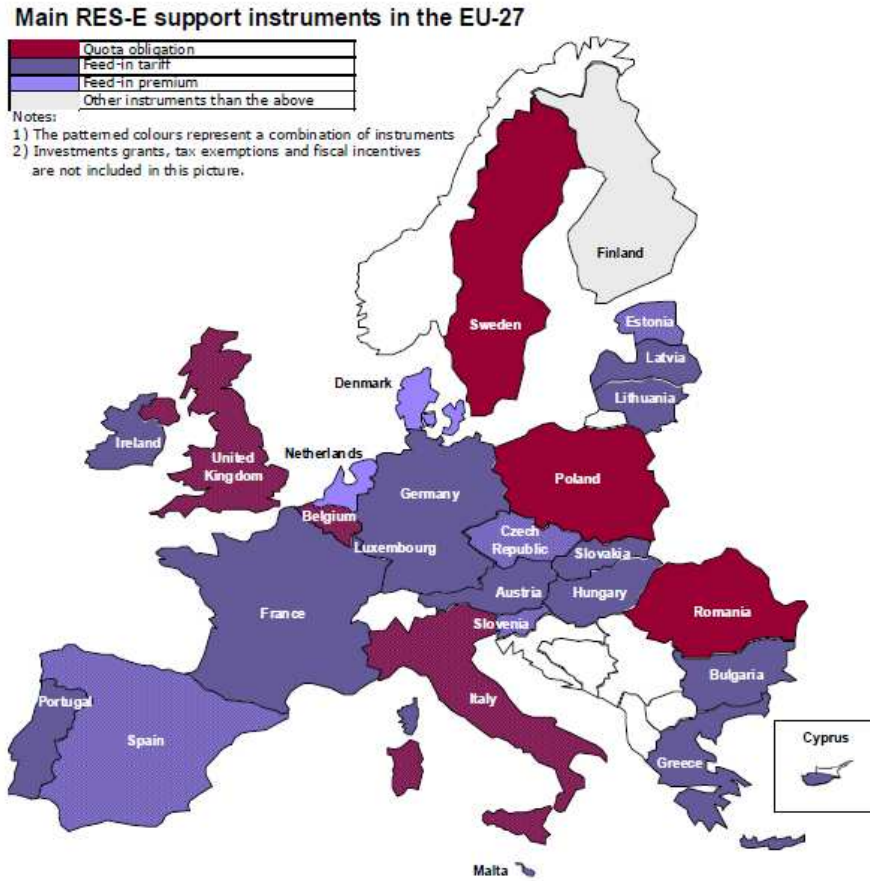 Main RES-E support instruments in the EU-27
Quota obligation
Feed-in tariff
Feed-in premium
Other instruments than the above
Notes:
1) The patterned colours represent a combination of instruments
2) Investments grants, tax exemptions and fiscal incentives
are not included in this picture.
Finland
Sweden
Estonia
Latvia
Lithuania
Denmark
Ireland
United
Kingdom
Netherlands
Belgium
Germany
Poland
Luxembourg
Czech
Republic
Slovakia
Austria
Hungary
France
Slovenia
Romania
Portugal
Spain
Italy
Bulgaria
Greece
Cyprus
Malta